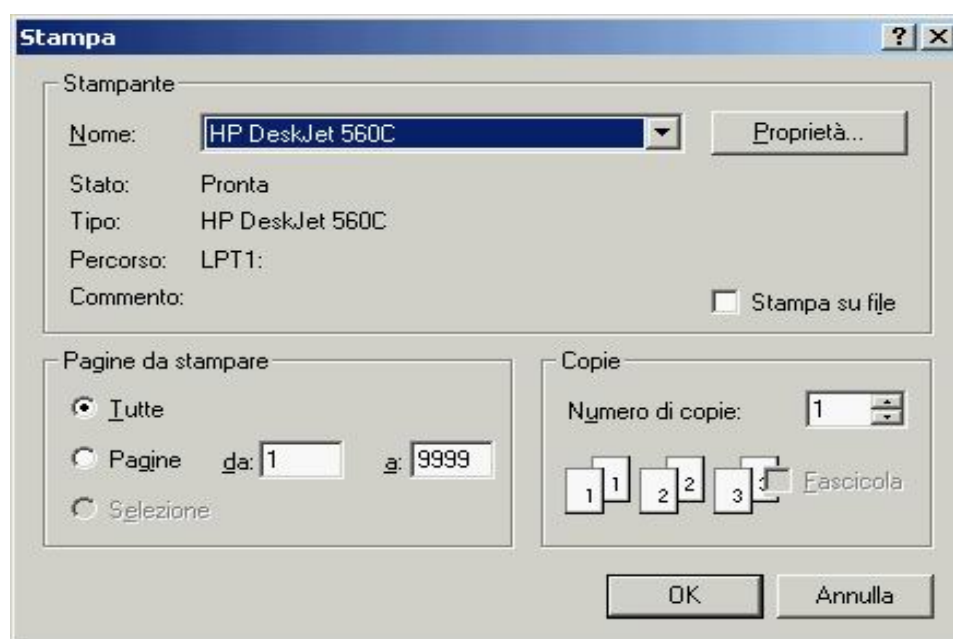 Stampa
Stampante
Nome: HP DeskJet 560C Proprietà...
Stato: Pronta
Tipo: HP DeskJet 560C
Percorso: LPT1:
Commento: Stampa su file
Pagine da stampare Copie
Tutte Numero di copie: 1
Pagine da: 1 a: 9999
1 1 2 2 3 3 Fascicola
Selezione
OK Annulla